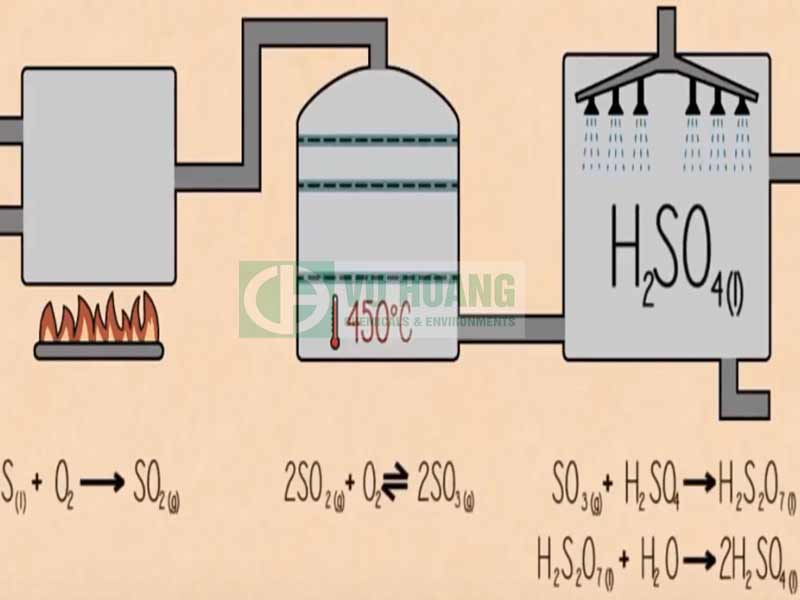 H₂SO₄(l)
VU HOANG
CHEMICALS & ENVIRONMENTS
450°C
S(l) + O₂ → SO₂(g)
2SO₂(g) + O₂ ⇌ 2SO₃(g)
SO₃(g) + H₂SO₄ → H₂S₂O₇(l)
H₂S₂O₇(l) + H₂O → 2H₂SO₄(l)